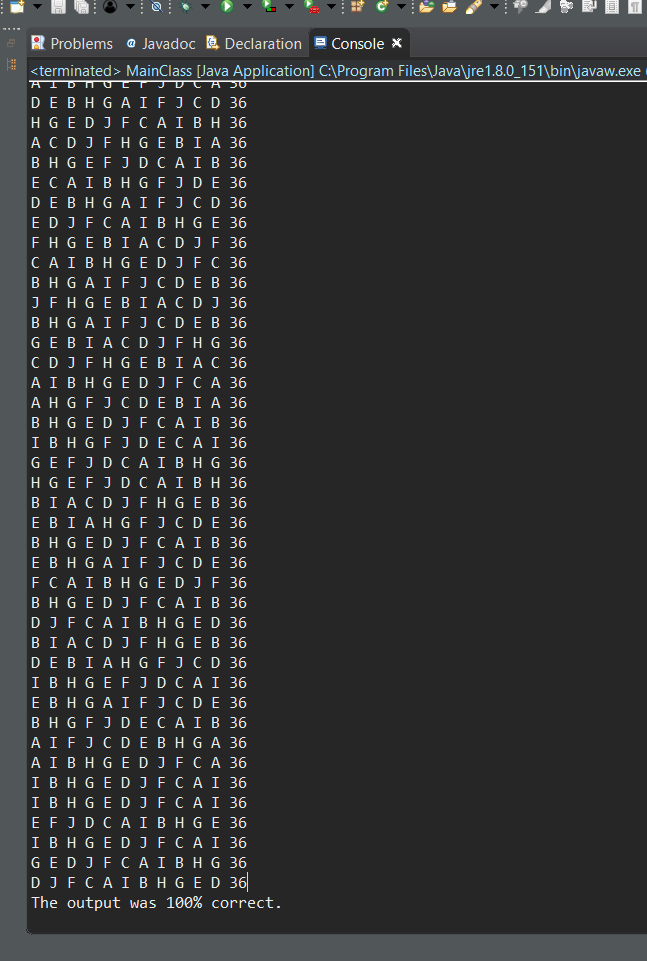 Problems @ Javadoc Declaration Console
<terminated> MainClass [Java Application] C:\Program Files\Java\jre1.8.0_151\bin\javaw.exe (
A I B H G E F J D C A 36
D E B H G A I F J C D 36
H G E D J F C A I B H 36
A C D J F H G E B I A 36
B H G E F J D C A I B 36
E C A I B H G F J D E 36
D E B H G A I F J C D 36
E D J F C A I B H G E 36
F H G E B I A C D J F 36
C A I B H G E D J F C 36
B H G A I F J C D E B 36
J F H G E B I A C D J 36
B H G A I F J C D E B 36
G E B I A C D J F H G 36
C D J F H G E B I A C 36
A I B H G E D J F C A 36
A H G F J C D E B I A 36
B H G E D J F C A I B 36
I B H G F J D E C A I 36
G E F J D C A I B H G 36
H G E F J D C A I B H 36
B I A C D J F H G E B 36
E B I A H G F J C D E 36
B H G E D J F C A I B 36
E B H G A I F J C D E 36
F C A I B H G E D J F 36
B H G E D J F C A I B 36
D J F C A I B H G E D 36
B I A C D J F H G E B 36
D E B I A H G F J C D 36
I B H G E F J D C A I 36
E B H G A I F J C D E 36
B H G F J D E C A I B 36
A I F J C D E B H G A 36
A I B H G E D J F C A 36
I B H G E D J F C A I 36
I B H G E D J F C A I 36
E F J D C A I B H G E 36
I B H G E D J F C A I 36
G E D J F C A I B H G 36
D J F C A I B H G E D 36
The output was 100% correct.